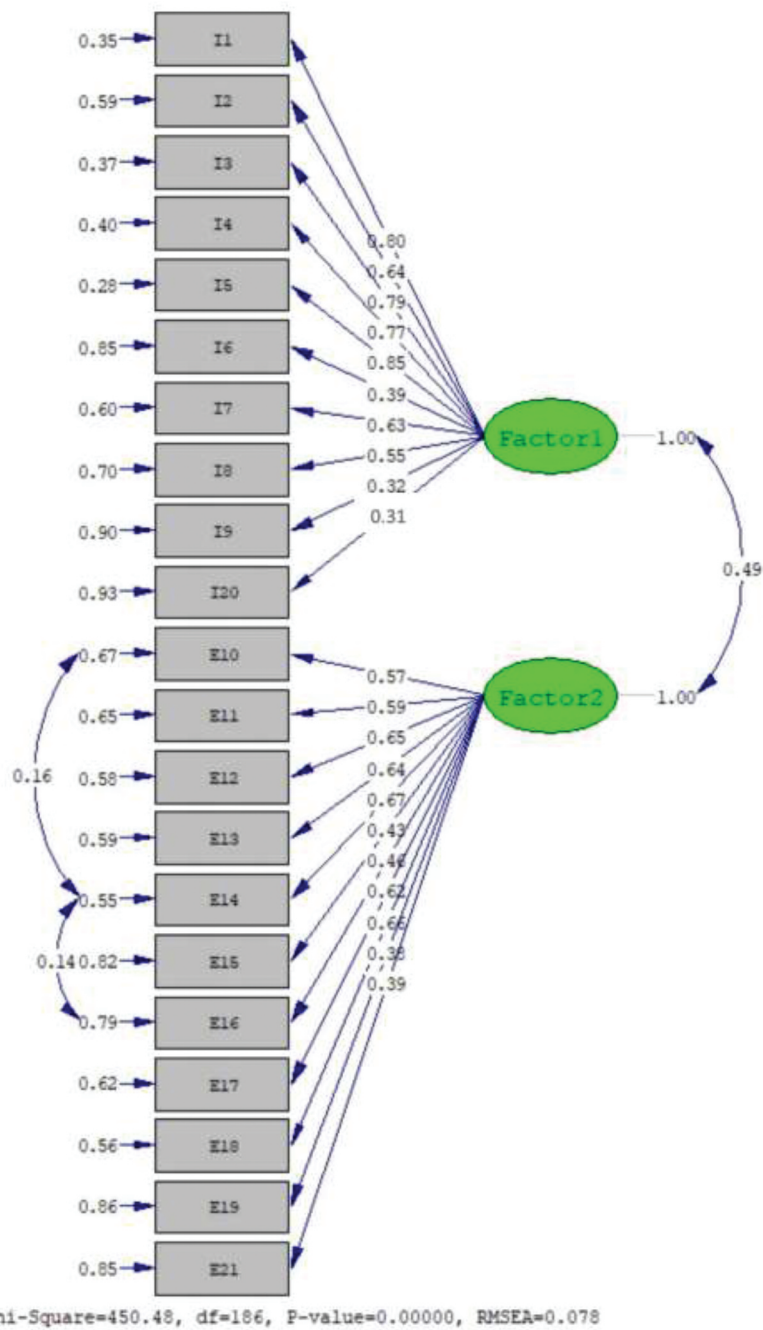 0.35 I1
0.59 I2
0.37 I3
0.40 I4
0.80
0.64
0.28 I5
0.79
0.77
0.85 I6
0.85
0.39
0.60 I7
0.63
Factor1 1.00
0.55
0.70 I8
0.32
0.31
0.90 I9
0.49
0.93 I20
0.67 E10
0.57
Factor2 1.00
0.59
0.65 E11
0.65
0.64
0.16 0.58 E12
0.67
0.43
0.59 E13
0.46
0.62
0.55 E14
0.66
0.38
0.14 0.82 E15
0.39
0.79 E16
0.62 E17
0.56 E18
0.86 E19
0.85 E21
hi-Square=450.48, df=186, P-value=0.00000, RMSEA=0.078